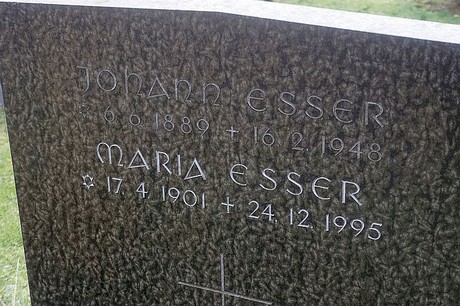 Johann Esser
* 6.6.1889 + 16.2.1948
Maria Esser
* 17.4.1901 + 24.12.1995